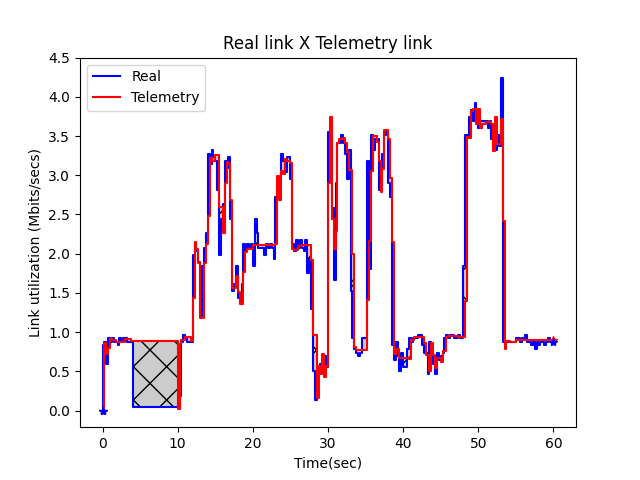 Real link X Telemetry link
Real
Telemetry
Link utilization (Mbits/secs)
4.5
4.0
3.5
3.0
2.5
2.0
1.5
1.0
0.5
0.0
0 10 20 30 40 50 60
Time(sec)